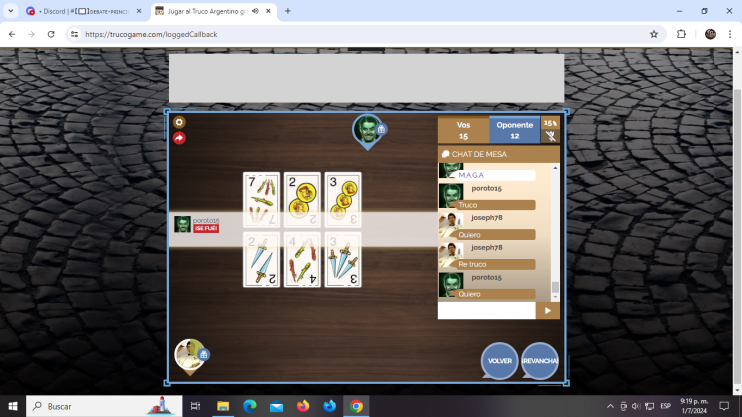 • Discord | #【🔲】DEBATE-PRINCI
Jugar al Truco Argentino gr
https://trucogame.com/loggedCallback
Vos
15
Oponente
12
15
CHAT DE MESA
M.A.G.A
poroto15
Truco
joseph78
Quiero
joseph78
Re truco
poroto15
Quiero
7
2
3
7
2
3
poroto15
¡SE FUÉ!
2
4
3
2
4
3
VOLVER
¡REVANCHA!
Buscar
ESP
9:19 p. m.
1/7/2024